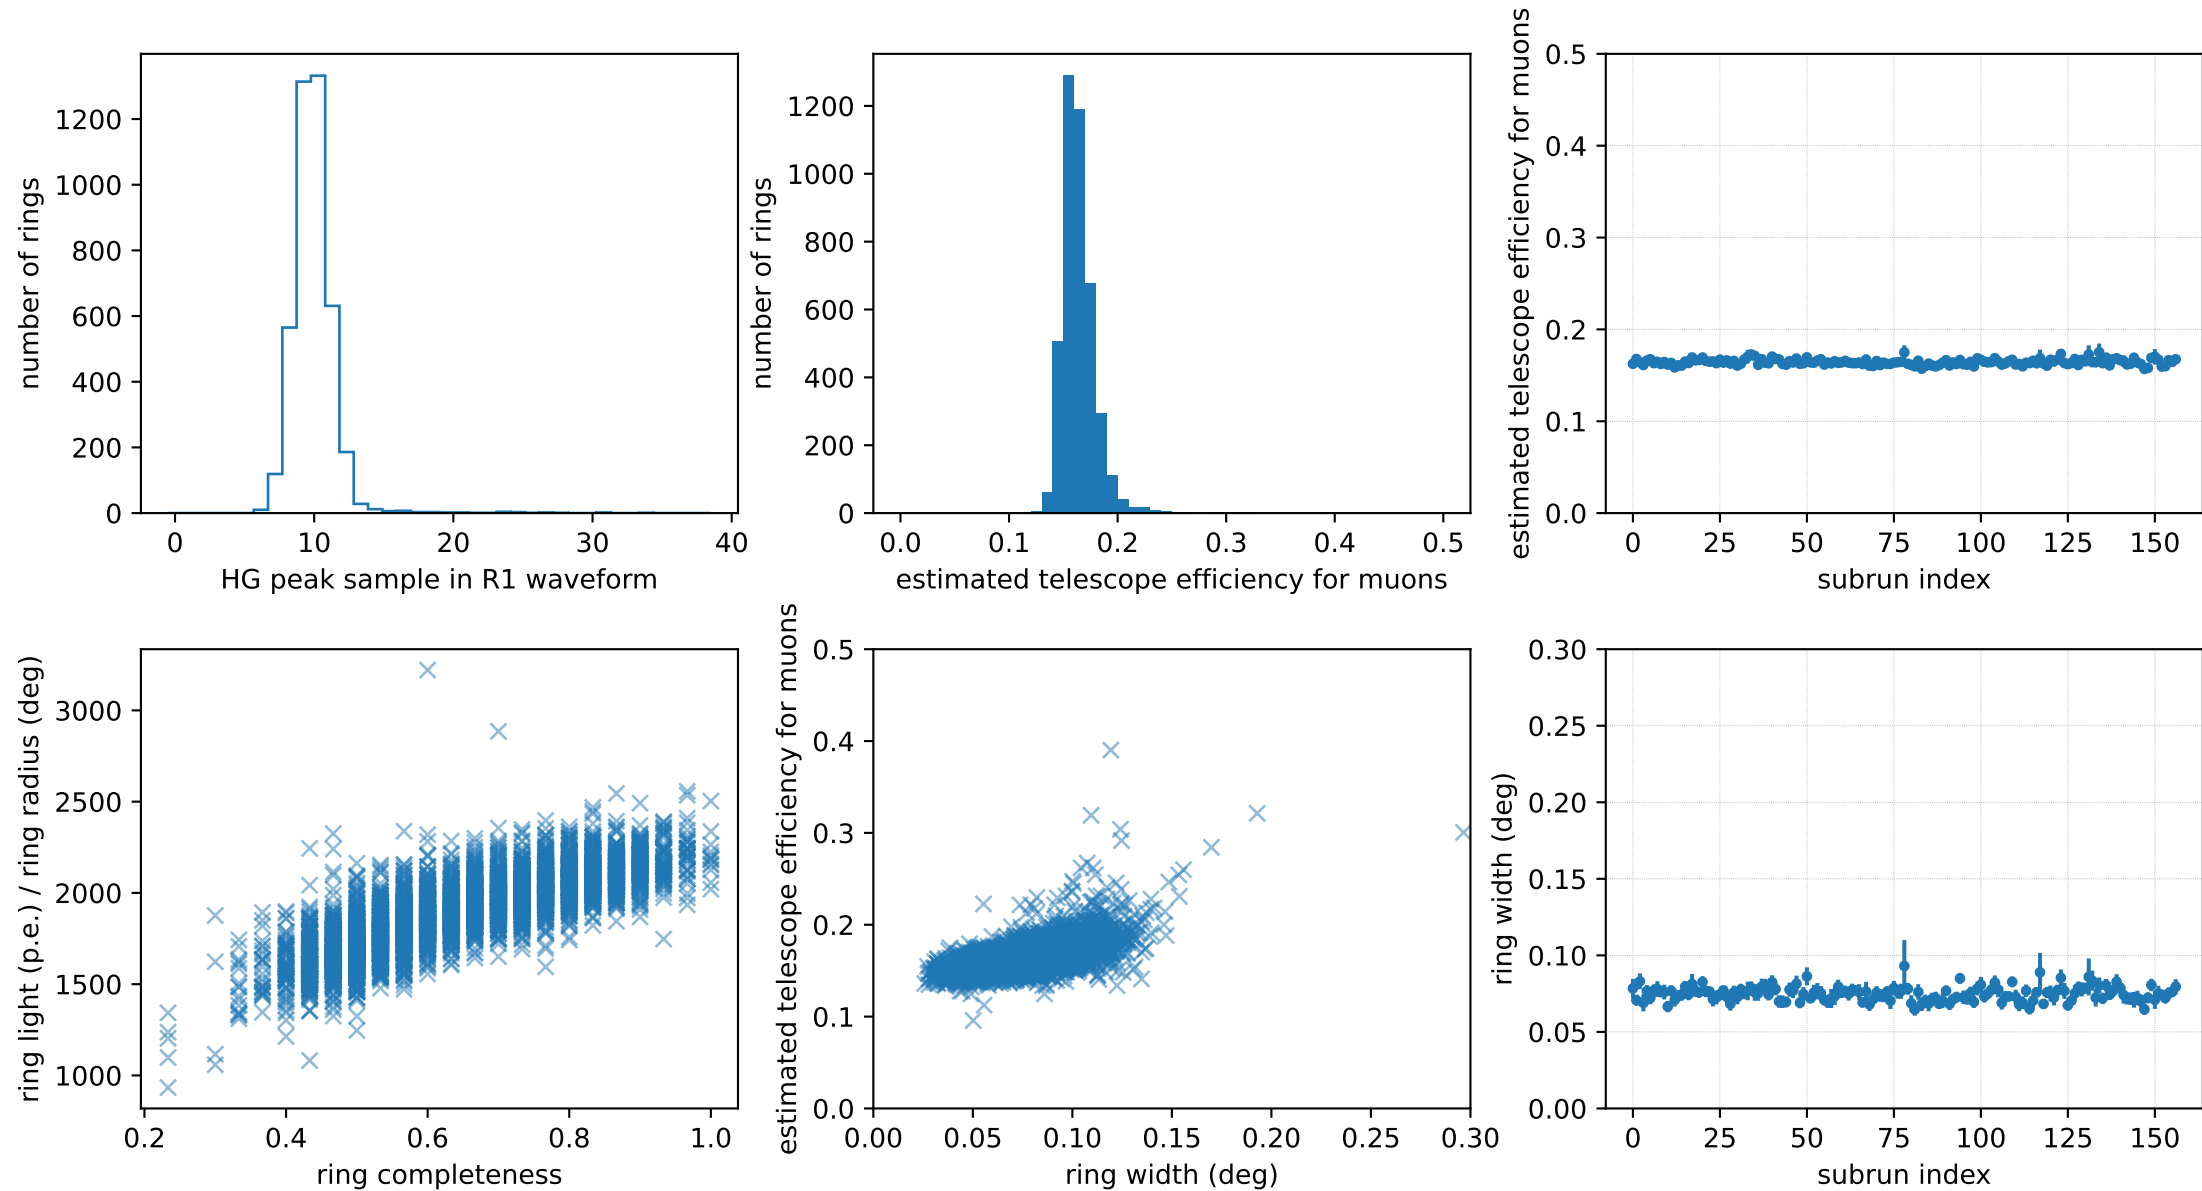 number of rings
0
200
400
600
800
1000
1200
0 10 20 30 40
HG peak sample in R1 waveform
number of rings
0
200
400
600
800
1000
1200
0.0 0.1 0.2 0.3 0.4 0.5
estimated telescope efficiency for muons
estimated telescope efficiency for muons
0.5
0.4
0.3
0.2
0.1
0.0
0 25 50 75 100 125 150
subrun index
ring light (p.e.) / ring radius (deg)
3000
2500
2000
1500
1000
0.2 0.4 0.6 0.8 1.0
ring completeness
estimated telescope efficiency for muons
0.5
0.4
0.3
0.2
0.1
0.0
0.00 0.05 0.10 0.15 0.20 0.25 0.30
ring width (deg)
ring width (deg)
0.30
0.25
0.20
0.15
0.10
0.05
0.00
0 25 50 75 100 125 150
subrun index